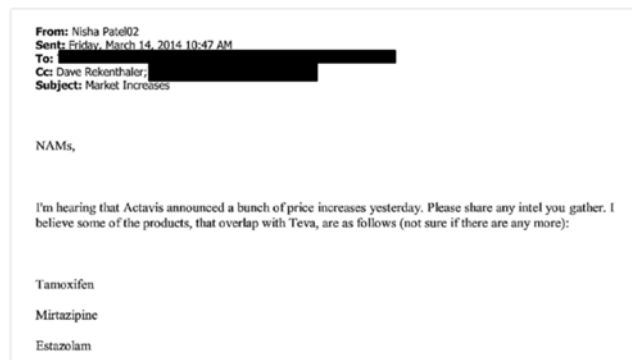 From: Nisha Patel02
Sent: Friday, March 14, 2014 10:47 AM
To:
Cc: Dave Rekenthaler;
Subject: Market Increases
NAMs,
I'm hearing that Actavis announced a bunch of price increases yesterday. Please share any intel you gather. I
believe some of the products, that overlap with Teva, are as follows (not sure if there are any more):
Tamoxifen
Mirtazipine
Estazolam